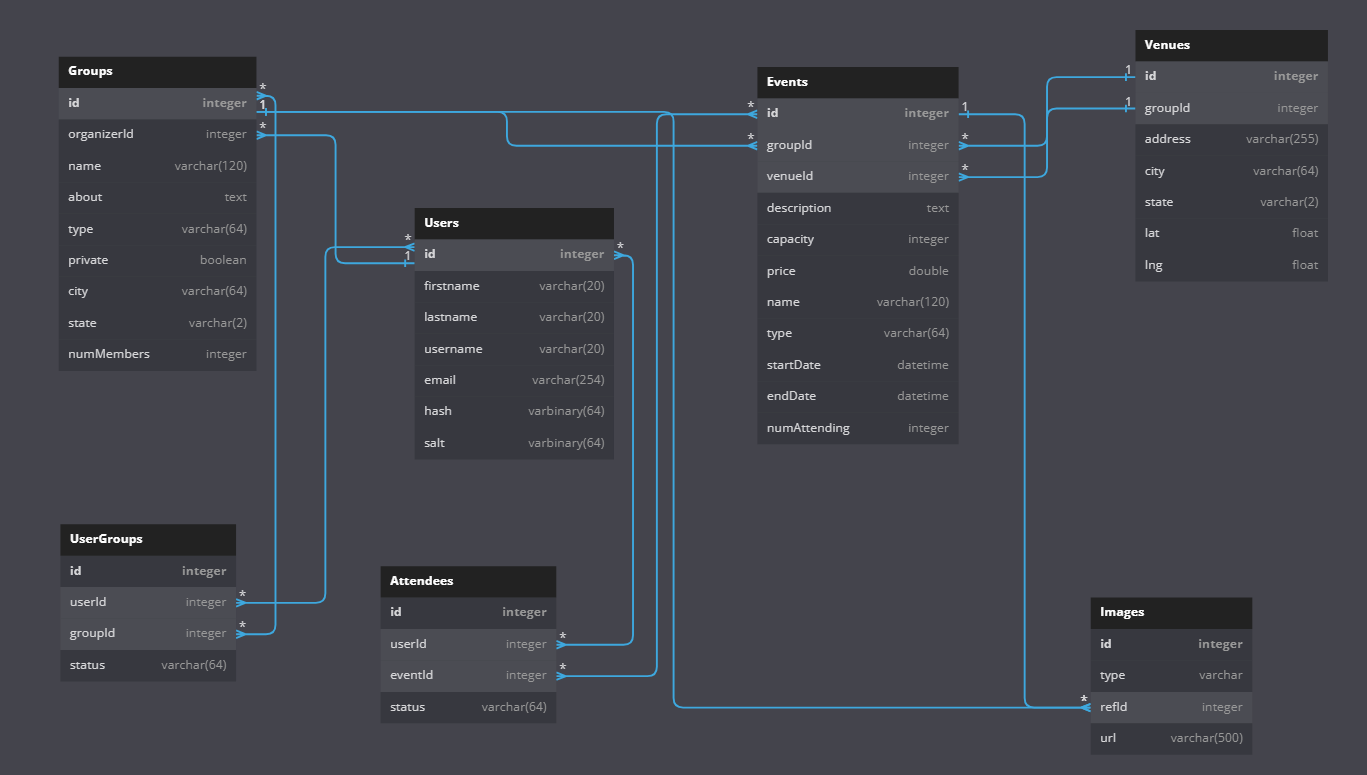 Groups
id integer
organizerId integer
name varchar(120)
about text
type varchar(64)
private boolean
city varchar(64)
state varchar(2)
numMembers integer
*
1
*
Users
id integer
firstname varchar(20)
lastname varchar(20)
username varchar(20)
email varchar(254)
hash varbinary(64)
salt varbinary(64)
*
1
*
Events
id integer
groupId integer
venueId integer
description text
capacity integer
price double
name varchar(120)
type varchar(64)
startDate datetime
endDate datetime
numAttending integer
*
*
1
*
*
Venues
id integer
groupId integer
address varchar(255)
city varchar(64)
state varchar(2)
lat float
lng float
1
1
UserGroups
id integer
userId integer
groupId integer
status varchar(64)
*
*
Attendees
id integer
userId integer
eventId integer
status varchar(64)
*
*
Images
id integer
type varchar
refId integer
url varchar(500)
*